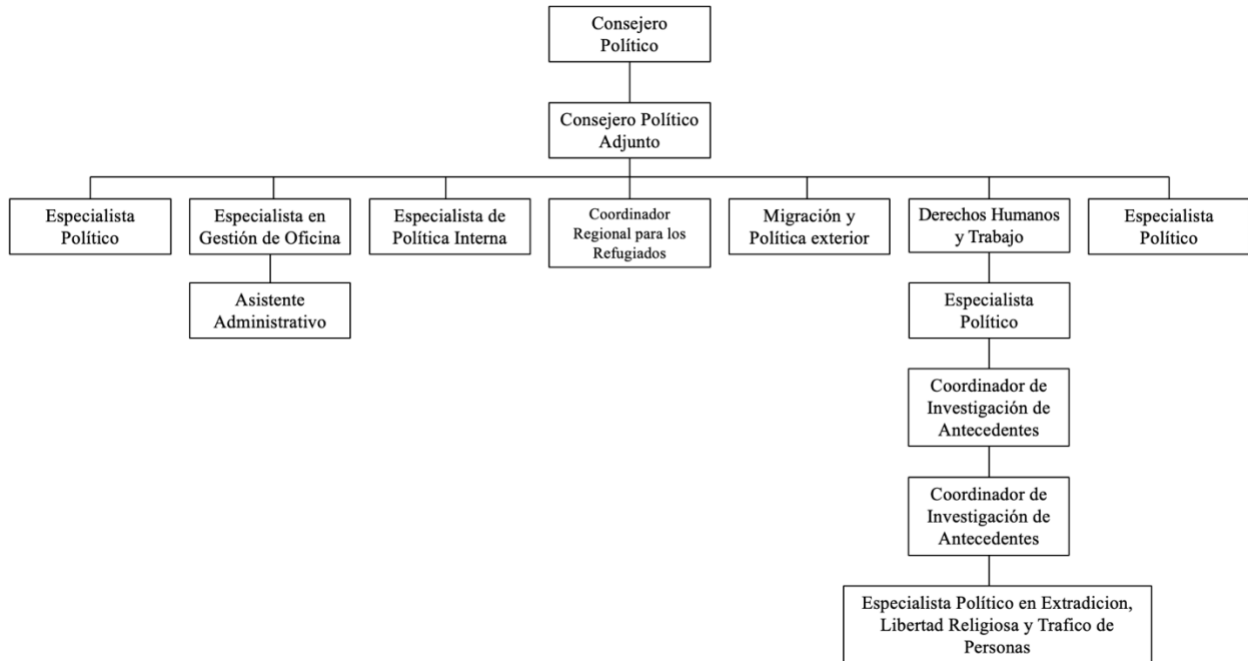 Consejero
Político
Consejero Político
Adjunto
Especialista
Político
Especialista en
Gestión de Oficina
Especialista de
Política Interna
Coordinador
Regional para los
Refugiados
Migración y
Política exterior
Derechos Humanos
y Trabajo
Especialista
Político
Asistente
Administrativo
Especialista
Político
Coordinador de
Investigación de
Antecedentes
Coordinador de
Investigación de
Antecedentes
Especialista Político en Extradicion,
Libertad Religiosa y Trafico de
Personas